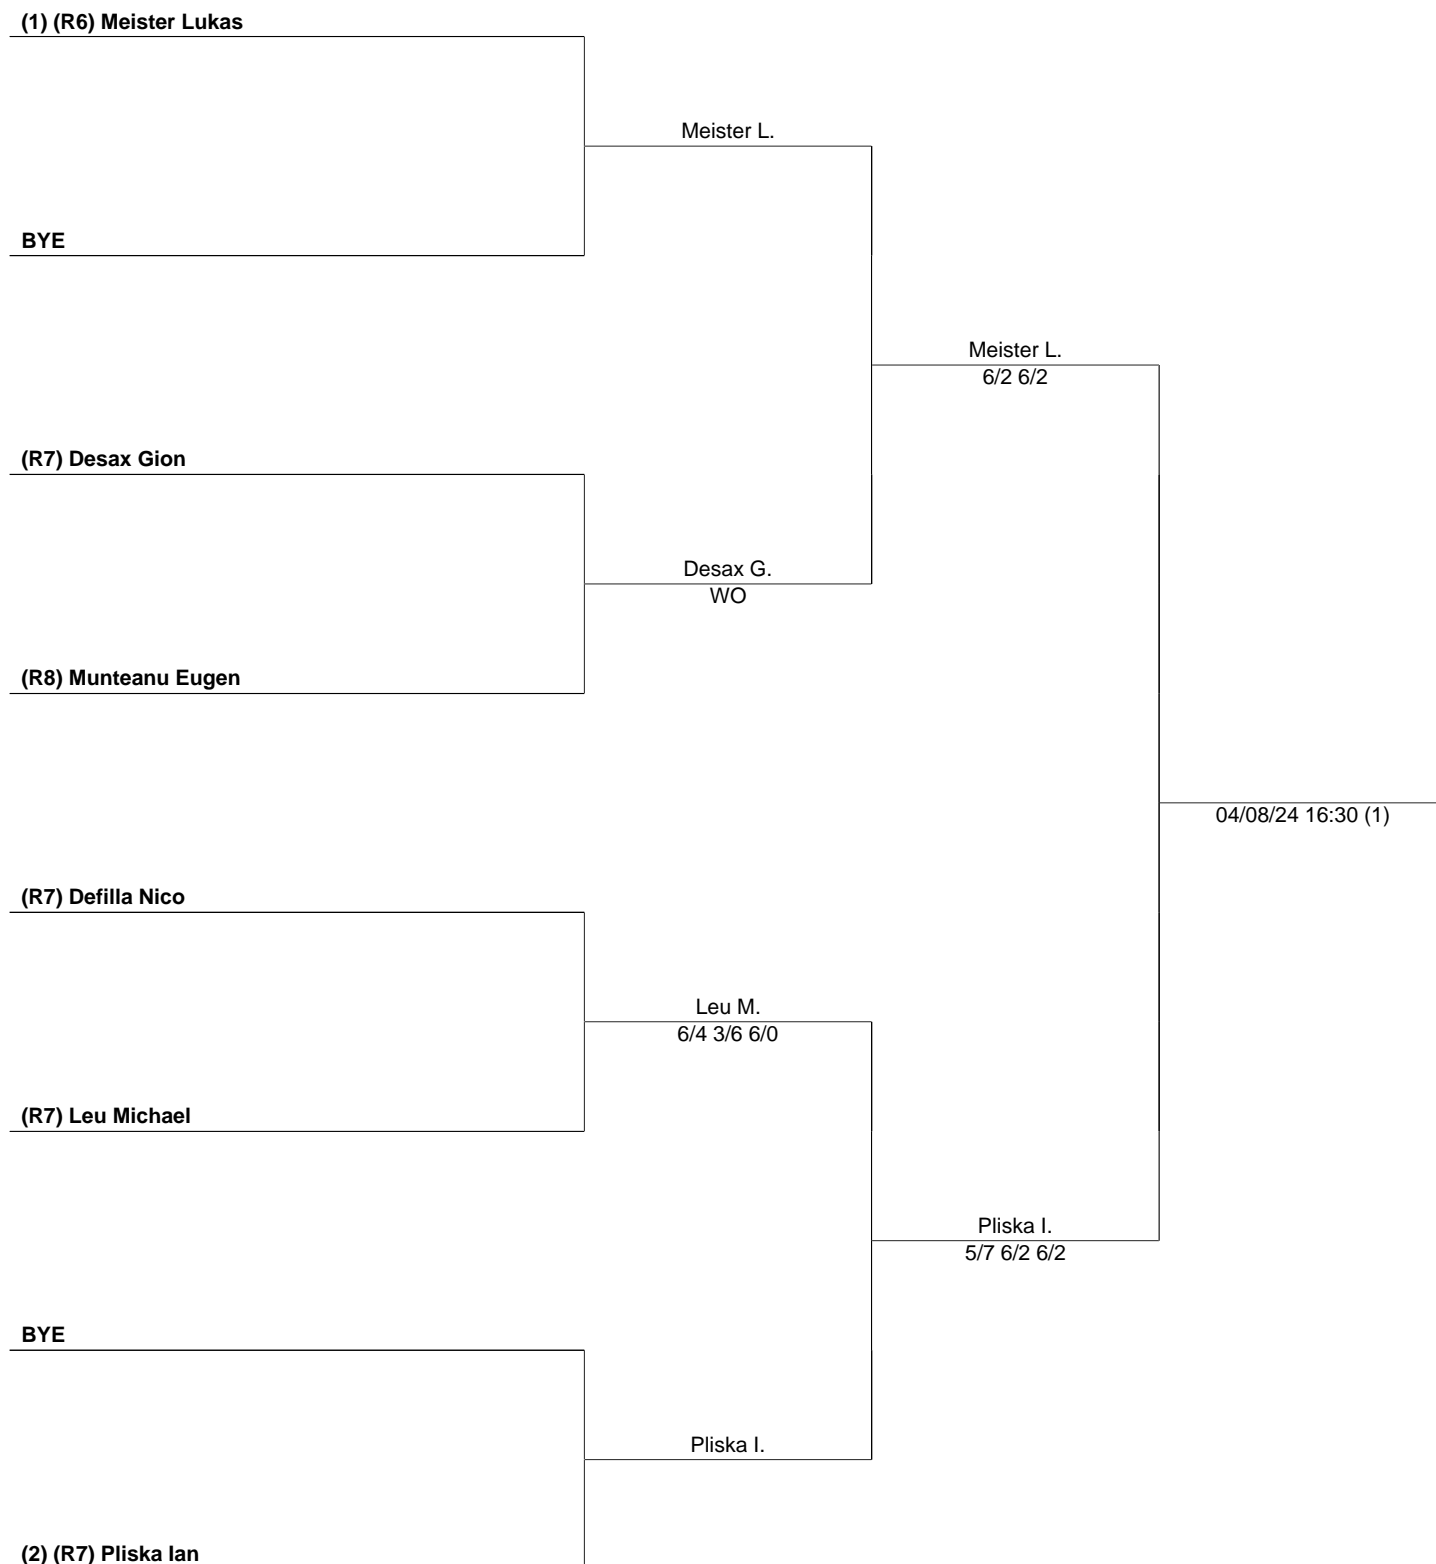 (1) (R6) Meister Lukas
Meister L.
BYE
Meister L.
6/2 6/2
(R7) Desax Gion
Desax G.
WO
(R8) Munteanu Eugen
04/08/24 16:30 (1)
(R7) Defilla Nico
Leu M.
6/4 3/6 6/0
(R7) Leu Michael
Pliska I.
5/7 6/2 6/2
BYE
Pliska I.
(2) (R7) Pliska Ian